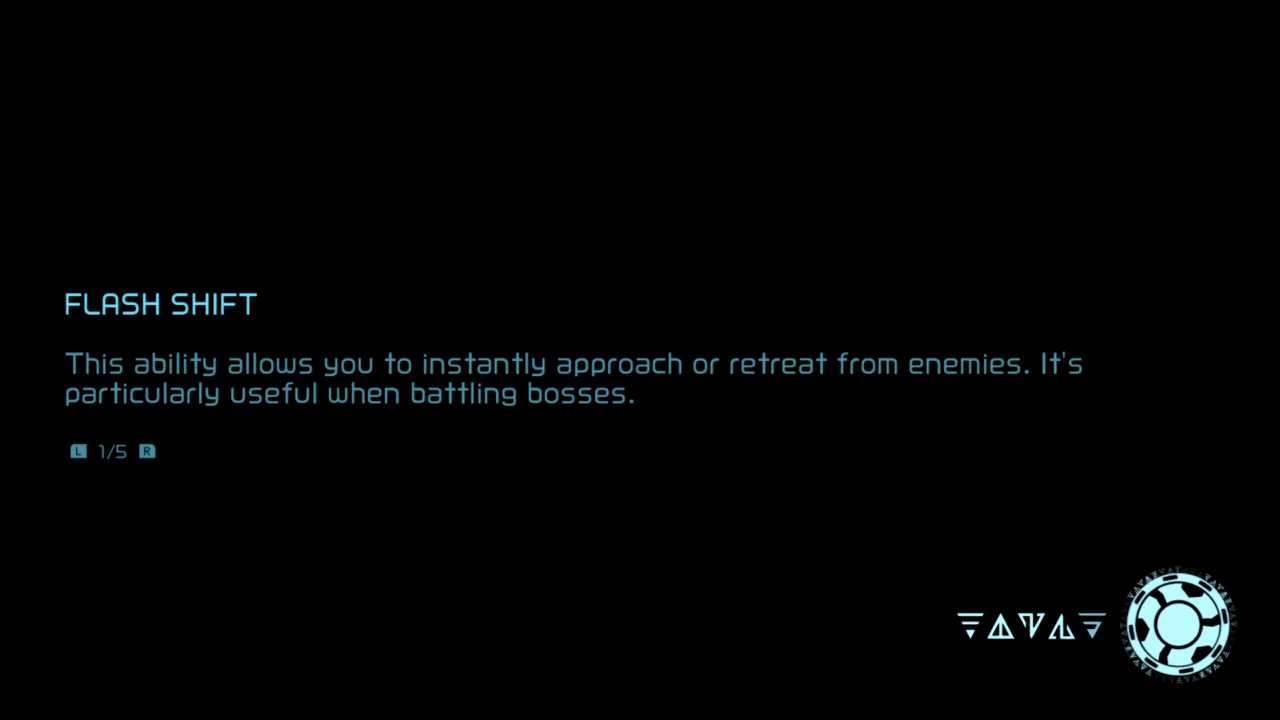 FLASH SHIFT
This ability allows you to instantly approach or retreat from enemies. It's
particularly useful when battling bosses.
L 1/5 R